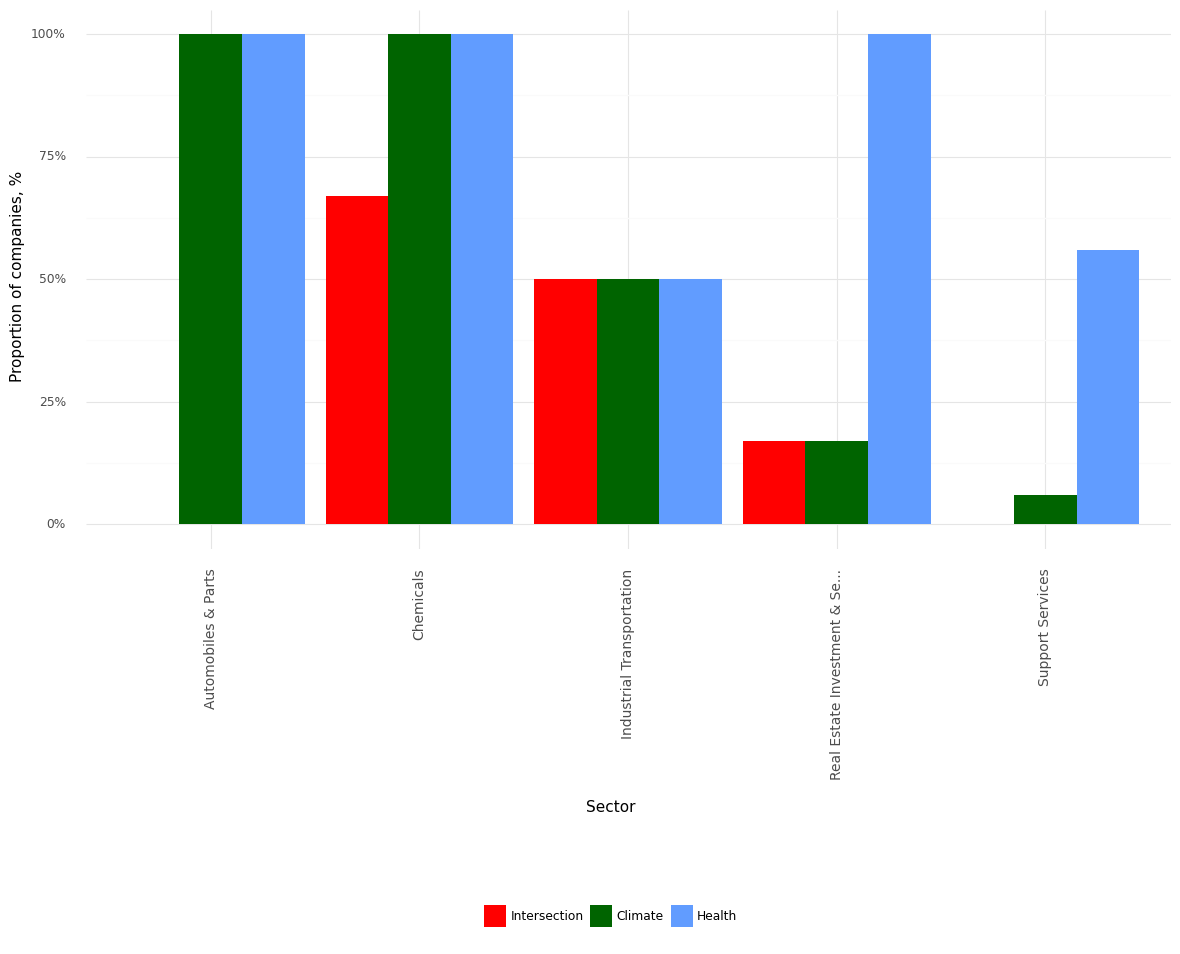 Proportion of companies, %
100%
75%
50%
25%
0%
Automobiles & Parts
Chemicals
Industrial Transportation
Real Estate Investment & Se...
Support Services
Sector
Intersection
Climate
Health